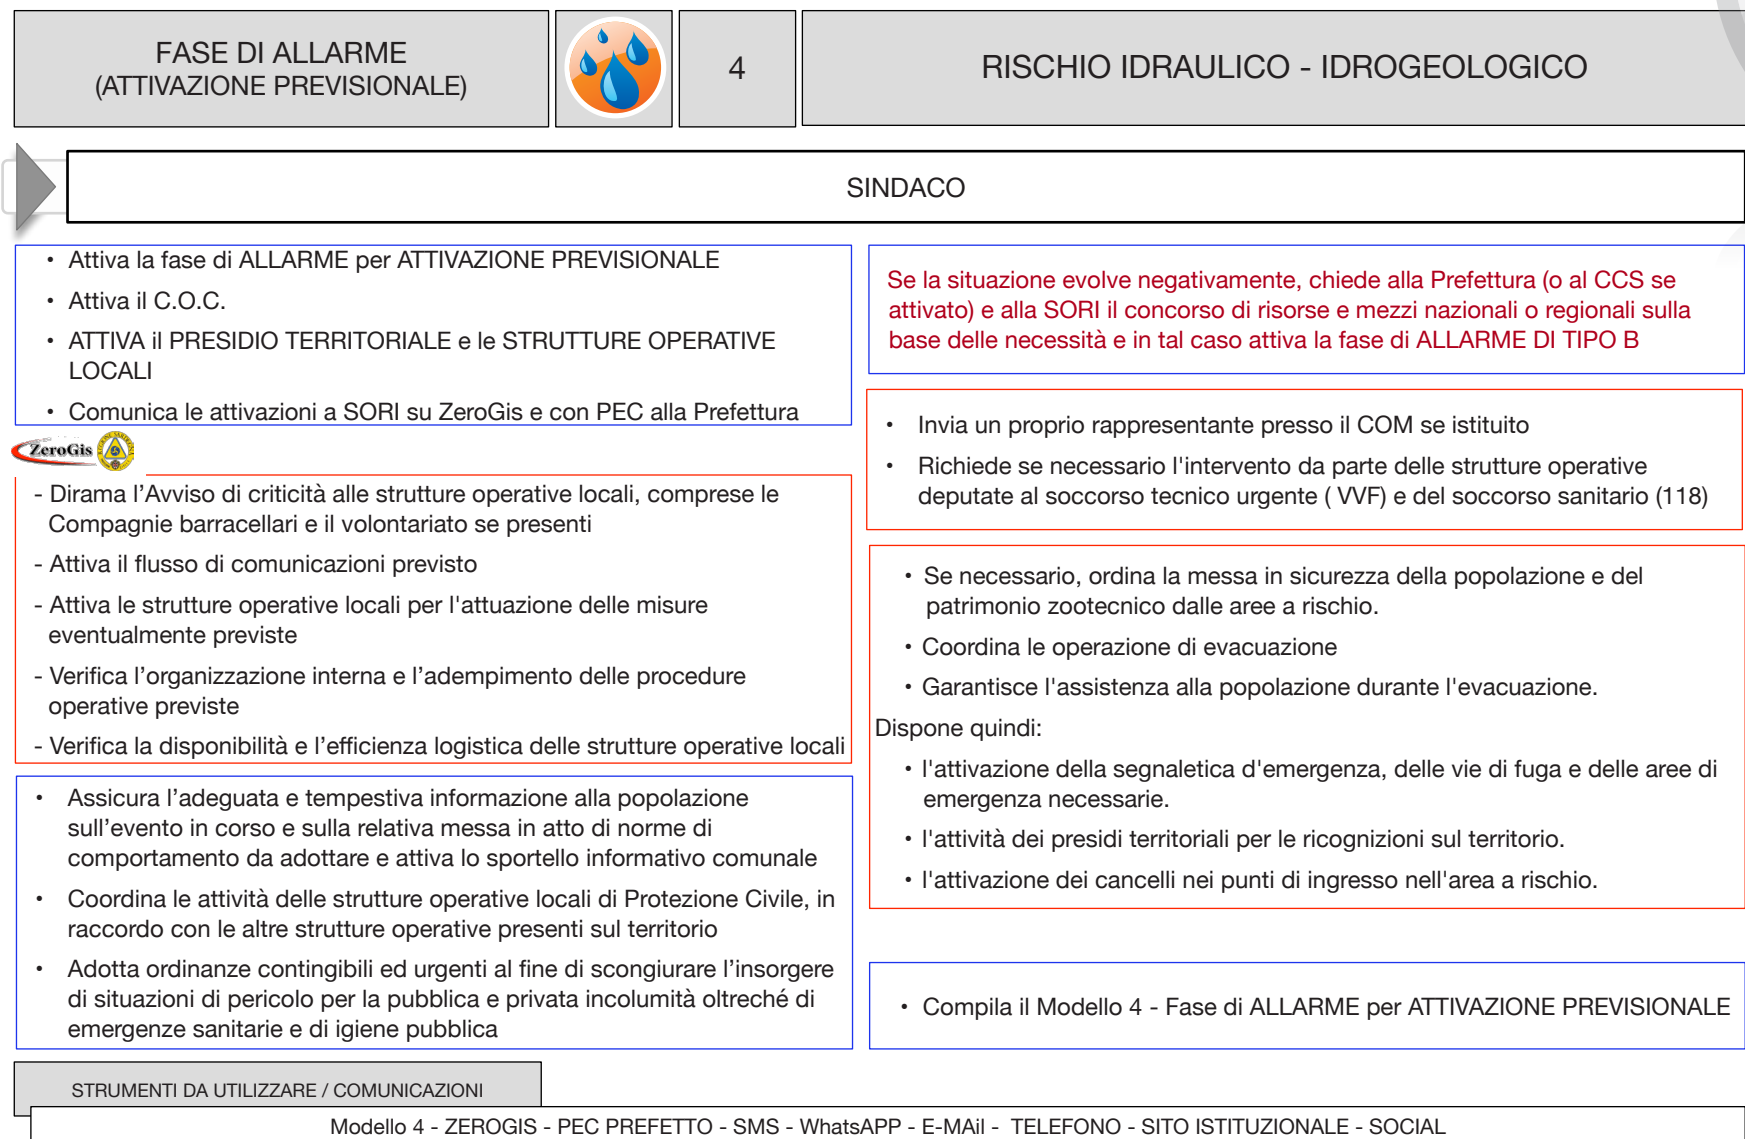 FASE DI ALLARME
(ATTIVAZIONE PREVISIONALE)
4
RISCHIO IDRAULICO - IDROGEOLOGICO
SINDACO
• Attiva la fase di ALLARME per ATTIVAZIONE PREVISIONALE
• Attiva il C.O.C.
• ATTIVA il PRESIDIO TERRITORIALE e le STRUTTURE OPERATIVE
LOCALI
• Comunica le attivazioni a SORI su ZeroGis e con PEC alla Prefettura
ZeroGis
- Dirama l’Avviso di criticità alle strutture operative locali, comprese le
Compagnie barracellari e il volontariato se presenti
- Attiva il flusso di comunicazioni previsto
- Attiva le strutture operative locali per l'attuazione delle misure
eventualmente previste
- Verifica l’organizzazione interna e l’adempimento delle procedure
operative previste
- Verifica la disponibilità e l’efficienza logistica delle strutture operative locali
• Assicura l’adeguata e tempestiva informazione alla popolazione
sull’evento in corso e sulla relativa messa in atto di norme di
comportamento da adottare e attiva lo sportello informativo comunale
• Coordina le attività delle strutture operative locali di Protezione Civile, in
raccordo con le altre strutture operative presenti sul territorio
• Adotta ordinanze contingibili ed urgenti al fine di scongiurare l’insorgere
di situazioni di pericolo per la pubblica e privata incolumità oltreché di
emergenze sanitarie e di igiene pubblica
Se la situazione evolve negativamente, chiede alla Prefettura (o al CCS se
attivato) e alla SORI il concorso di risorse e mezzi nazionali o regionali sulla
base delle necessità e in tal caso attiva la fase di ALLARME DI TIPO B
• Invia un proprio rappresentante presso il COM se istituito
• Richiede se necessario l'intervento da parte delle strutture operative
deputate al soccorso tecnico urgente ( VVF) e del soccorso sanitario (118)
• Se necessario, ordina la messa in sicurezza della popolazione e del
patrimonio zootecnico dalle aree a rischio.
• Coordina le operazione di evacuazione
• Garantisce l'assistenza alla popolazione durante l'evacuazione.
Dispone quindi:
• l'attivazione della segnaletica d'emergenza, delle vie di fuga e delle aree di
emergenza necessarie.
• l'attività dei presidi territoriali per le ricognizioni sul territorio.
• l'attivazione dei cancelli nei punti di ingresso nell'area a rischio.
• Compila il Modello 4 - Fase di ALLARME per ATTIVAZIONE PREVISIONALE
STRUMENTI DA UTILIZZARE / COMUNICAZIONI
Modello 4 - ZEROGIS - PEC PREFETTO - SMS - WhatsAPP - E-MAil - TELEFONO - SITO ISTITUZIONALE - SOCIAL